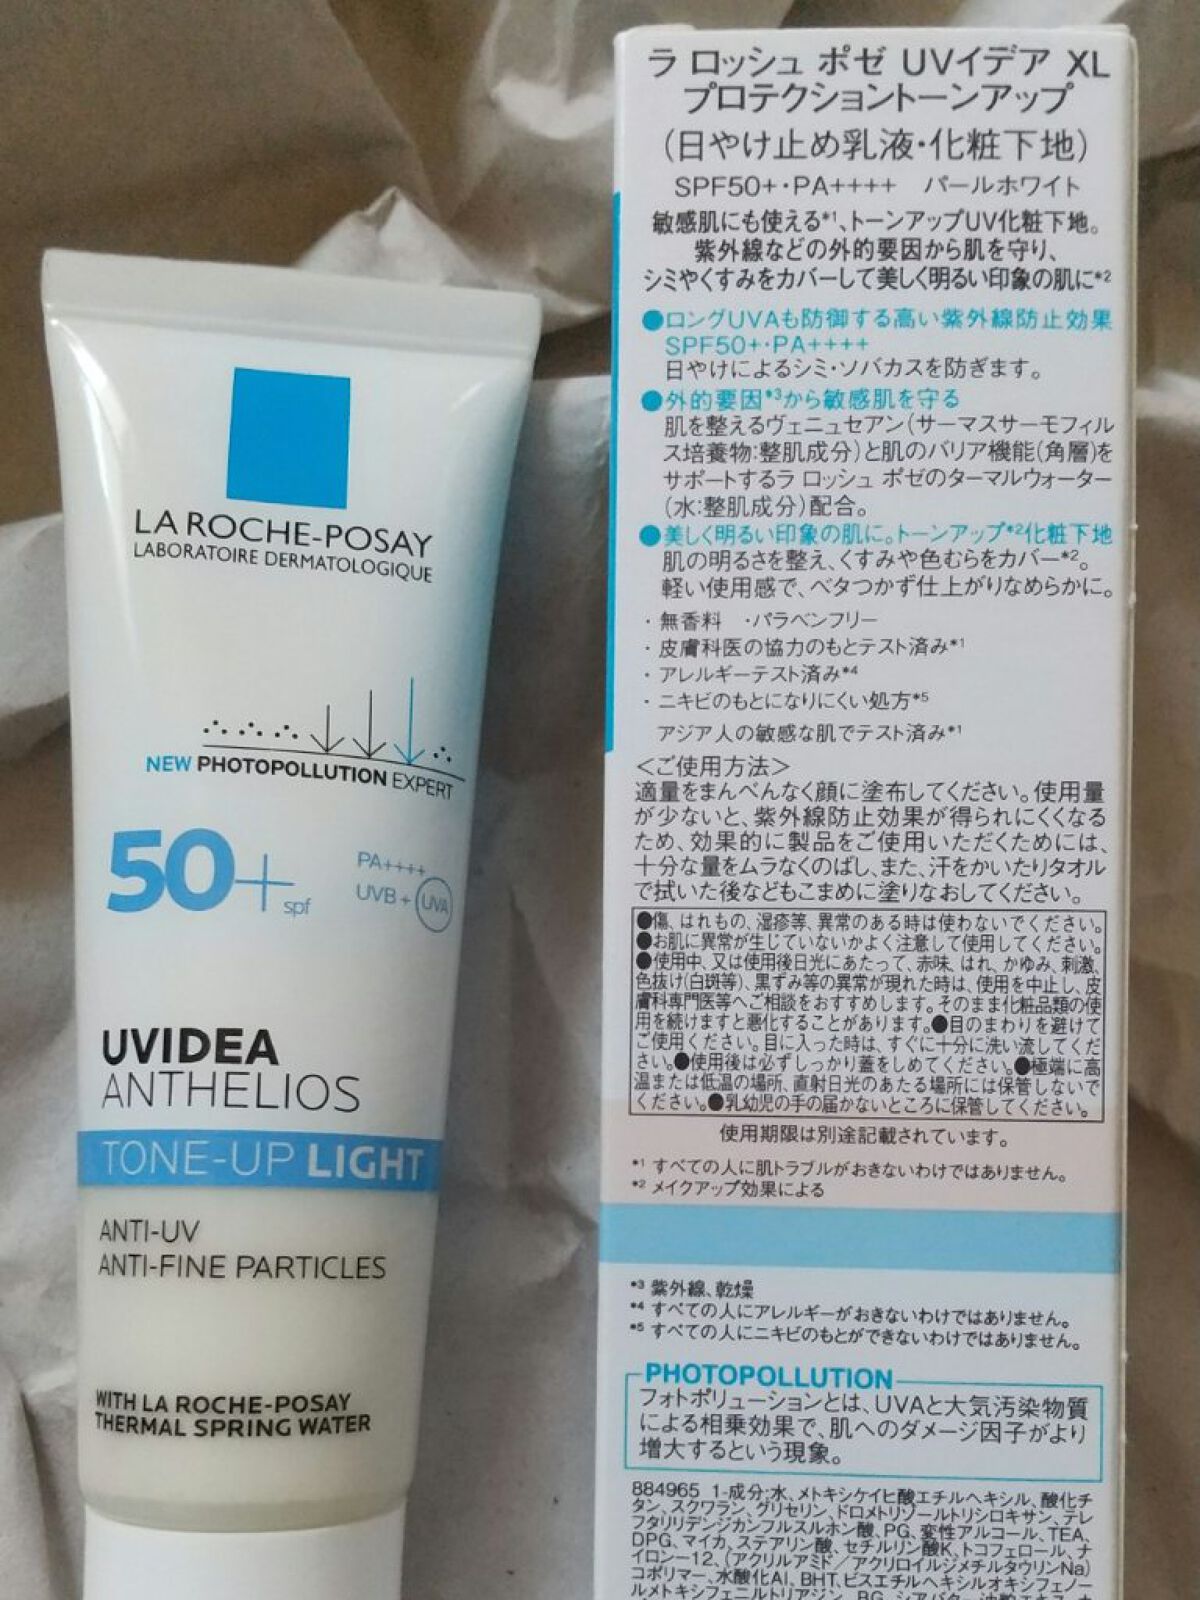 LA ROCHE-POSAY
LABORATOIRE DERMATOLOGIQUE
NEW PHOTOPOLLUTION EXPERT
50+ spf
PA++++
UVB + UVA
UVIDEA
ANTHELIOS
TONE-UP LIGHT
ANTI-UV
ANTI-FINE PARTICLES
WITH LA ROCHE-POSAY
THERMAL SPRING WATER
ラ ロッシュ ポゼ UVイデア XL
プロテクショントーンアップ
(日やけ止め乳液・化粧下地)
SPF50+・PA++++ パールホワイト
敏感肌にも使える*1、トーンアップUV化粧下地。
紫外線などの外的要因から肌を守り、
シミやくすみをカバーして美しく明るい印象の肌に*2
●ロングUVAも防御する高い紫外線防止効果
SPF50+・PA++++
日やけによるシミ・ソバカスを防ぎます。
●外的要因*3から敏感肌を守る
肌を整えるヴェニュセアン(サーマスサーモフィル
ス培養物:整肌成分)と肌のバリア機能(角層)を
サポートするラ ロッシュ ポゼのターマルウォーター
(水:整肌成分)配合。
●美しく明るい印象の肌に。トーンアップ*2化粧下地
肌の明るさを整え、くすみや色むらをカバー*2。
軽い使用感で、ベタつかず仕上がりなめらかに。
・無香料 ・パラベンフリー
・皮膚科医の協力のもとテスト済み*1
・アレルギーテスト済み*4
・ニキビのもとになりにくい処方*5
アジア人の敏感な肌でテスト済み*1
<ご使用方法>
適量をまんべんなく顔に塗布してください。使用量
が少ないと、紫外線防止効果が得られにくくなる
ため、効果的に製品をご使用いただくためには、
十分な量をムラなくのばし、また、汗をかいたりタオル
で拭いた後などもこまめに塗りなおしてください。
●傷、はれもの、湿疹等、異常のある時は使わないでください。
●お肌に異常が生じていないかよく注意して使用してください。
●使用中、又は使用後日光にあたって、赤味、はれ、かゆみ、刺激、
色抜け(白斑等)、黒ずみ等の異常が現れた時は、使用を中止し、皮
膚科専門医等へご相談をおすすめします。そのまま化粧品類の使
用を続けますと悪化することがあります。●目のまわりを避けて
ご使用ください。目に入った時は、すぐに十分に洗い流してくだ
さい。●使用後は必ずしっかり蓋をしめてください。●極端に高
温または低温の場所、直射日光のあたる場所には保管しないで
ください。●乳幼児の手の届かないところに保管してください。
使用期限は別途記載されています。
*1 すべての人に肌トラブルがおきないわけではありません。
*2 メイクアップ効果による
*3 紫外線、乾燥
*4 すべての人にアレルギーがおきないわけではありません。
*5 すべての人にニキビのもとができないわけではありません。
PHOTOPOLLUTION
フォトポリューションとは、UVAと大気汚染物質
による相乗効果で、肌へのダメージ因子がより
増大するという現象。
884965 1-成分:水、メトキシケイヒ酸エチルヘキシル、酸化チ
タン、スクワラン、グリセリン、ドロメトリゾールトリシロキサン、テレ
フタリリデンジカンフルスルホン酸、PG、変性アルコール、TEA、
DPG、マイカ、ステアリン酸、セチルリン酸K、トコフェロール、ナ
イロン-12、(アクリルアミド/アクリロイルジメチルタウリンNa)
コポリマー、水酸化Al、BHT、ビスエチルヘキシルオキシフェノー
ルメトキシフェニルトリアジン、BG、シアバター、